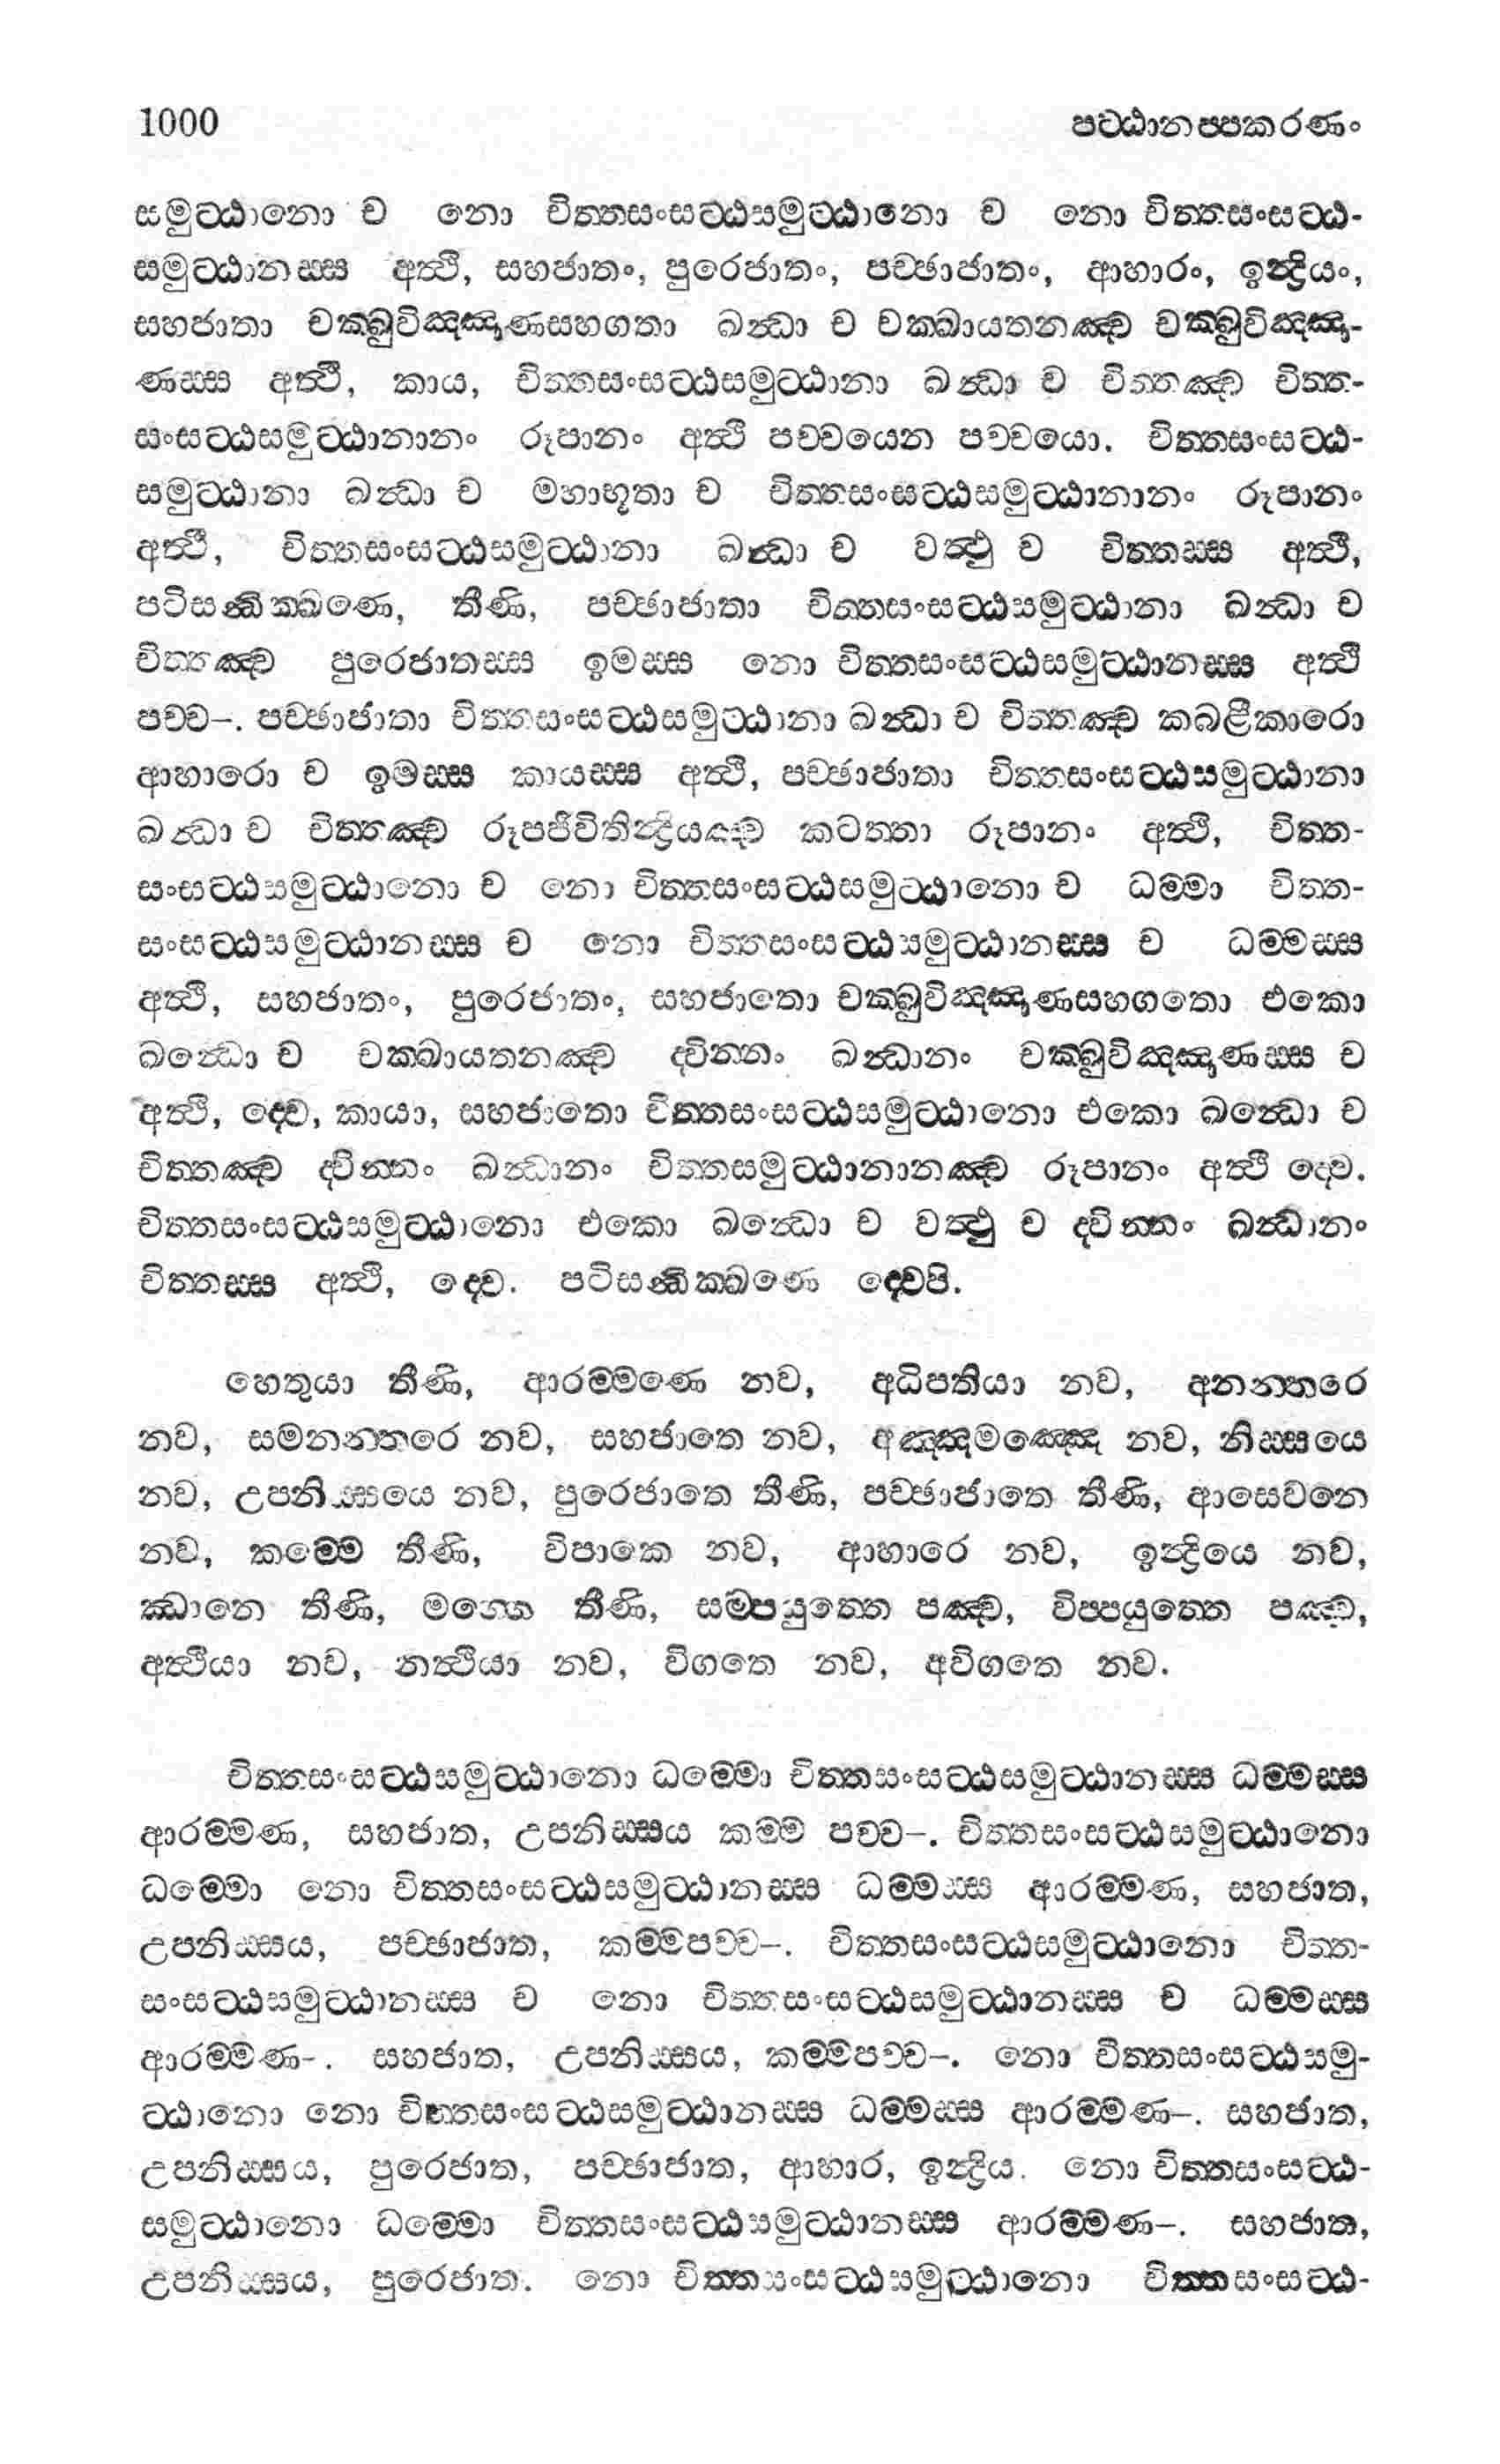 1000 පට්ඨානප්පකරණං
සමුට්ඨානො ච නො චිත්තසංසට්ඨසමුට්ඨානො ච නො චිත්තසංසට්ඨ-
සමුට්ඨානස්ස අත්ථි, සහජාතං, පුරෙජාතං, පච්ඡාජාතං, ආහාරං, ඉන්ද්‍රියං,
සහජාතා චක්ඛුවිඤ්ඤාණසහගතා ඛන්ධා ච චක්ඛායතනඤ්ච චක්ඛුවිඤ්ඤා-
ණස්ස අත්ථි, කාය, චිත්තසංසට්ඨසමුට්ඨානා ඛන්ධා ච චිත්තඤ්ච චිත්ත-
සංසට්ඨසමුට්ඨානානං රූපානං අත්ථි පච්චයෙන පච්චයො. චිත්තසංසට්ඨ-
සමුට්ඨානා ඛන්ධා ච මහාභූතා ච චිත්තසංසට්ඨසමුට්ඨානානං රූපානං
අත්ථි, චිත්තසංසට්ඨසමුට්ඨානා ඛන්ධා ච වත්ථු ච චිත්තස්ස අත්ථි,
පටිසන්ධික්ඛණෙ, තීණි, පච්ඡාජාතා චිත්තසංසට්ඨසමුට්ඨානා ඛන්ධා ච
චිත්තඤ්ච පුරෙජාතස්ස ඉමස්ස නො චිත්තසංසට්ඨසමුට්ඨානස්ස අත්ථි
පච්ච–. පච්ඡාජාතා චිත්තසංසට්ඨසමුට්ඨානා ඛන්ධා ච චිත්තඤ්ච කබළීකාරො
ආහාරො ච ඉමස්ස කායස්ස අත්ථි, පච්ඡාජාතා චිත්තසංසට්ඨසමුට්ඨානා
ඛන්ධා ච චිත්තඤ්ච රූපජීවිතින්ද්‍රියඤ්ච කටත්තා රූපානං අත්ථි, චිත්ත-
සංසට්ඨසමුට්ඨානො ච නො චිත්තසංසට්ඨසමුට්ඨානො ච ධම්මා චිත්ත-
සංසට්ඨසමුට්ඨානස්ස ච නො චිත්තසංසට්ඨසමුට්ඨානස්ස ච ධම්මස්ස
අත්ථි, සහජාතං, පුරෙජාතං, සහජාතො චක්ඛුවිඤ්ඤාණසහගතො එකො
ඛන්ධො ච චක්ඛායතනඤ්ච ද්වින්නං ඛන්ධානං චක්ඛුවිඤ්ඤාණස්ස ච
අත්ථි, ද්වෙ, කායා, සහජාතො චිත්තසංසට්ඨසමුට්ඨානො එකො ඛන්ධො ච
චිත්තඤ්ච ද්වින්නං ඛන්ධානං චිත්තසමුට්ඨානානඤ්ච රූපානං අත්ථි ද්වෙ.
චිත්තසංසට්ඨසමුට්ඨානො එකො ඛන්ධො ච වත්ථු ච ද්වින්නං ඛන්ධානං
චිත්තස්ස අත්ථි, ද්වෙ. පටිසන්ධික්ඛණෙ ද්වෙපි.
හෙතුයා තීණි, ආරම්මණෙ නව, අධිපතියා නව, අනන්තරෙ
නව, සමනන්තරෙ නව, සහජාතෙ නව, අඤ්ඤමඤ්ඤෙ නව, නිස්සයෙ
නව, උපනිස්සයෙ නව, පුරෙජාතෙ තීණි, පච්ඡාජාතෙ තීණි, ආසෙවනෙ
නව, කම්මෙ තීණි, විපාකෙ නව, ආහාරෙ නව, ඉන්ද්‍රියෙ නව,
ඣානෙ තීණි, මග්ගෙ තීණි, සම්පයුත්තෙ පඤ්ච, විප්පයුත්තෙ පඤ්ච,
අත්ථියා නව, නත්ථියා නව, විගතෙ නව, අවිගතෙ නව.
චිත්තසංසට්ඨසමුට්ඨානො ධම්මො චිත්තසංසට්ඨසමුට්ඨානස්ස ධම්මස්ස
ආරම්මණ, සහජාත, උපනිස්සය කම්ම පච්ච–. චිත්තසංසට්ඨසමුට්ඨානො
ධම්මො නො චිත්තසංසට්ඨසමුට්ඨානස්ස ධම්මස්ස ආරම්මණ, සහජාත,
උපනිස්සය, පච්ඡාජාත, කම්මපච්ච–. චිත්තසංසට්ඨසමුට්ඨානො චිත්ත-
සංසට්ඨසමුට්ඨානස්ස ච නො චිත්තසංසට්ඨසමුට්ඨානස්ස ච ධම්මස්ස
ආරම්මණ–. සහජාත, උපනිස්සය, කම්මපච්ච–. නො චිත්තසංසට්ඨසමු-
ට්ඨානො නො චිත්තසංසට්ඨසමුට්ඨානස්ස ධම්මස්ස ආරම්මණ–. සහජාත,
උපනිස්සය, පුරෙජාත, පච්ඡාජාත, ආහාර, ඉන්ද්‍රිය. නො චිත්තසංසට්ඨ-
සමුට්ඨානො ධම්මො චිත්තසංසට්ඨසමුට්ඨානස්ස ආරම්මණ–. සහජාත,
උපනිස්සය, පුරෙජාත. නො චිත්තසංසට්ඨසමුට්ඨානො චිත්තසංසට්ඨ-